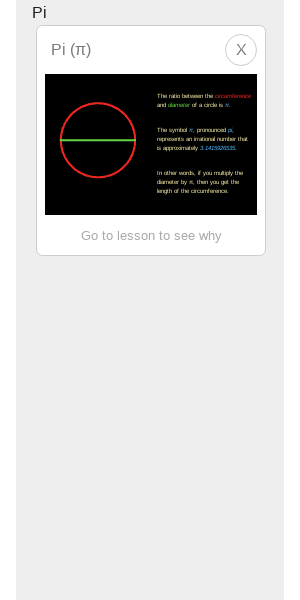 Pi
Pi (π)
X
The ratio between the circumference
and diameter of a circle is π.
The symbol π, pronounced pi,
represents an irrational number that
is approximately 3.1415926535.
In other words, if you multiply the
diameter by π, then you get the
length of the circumference.
Go to lesson to see why